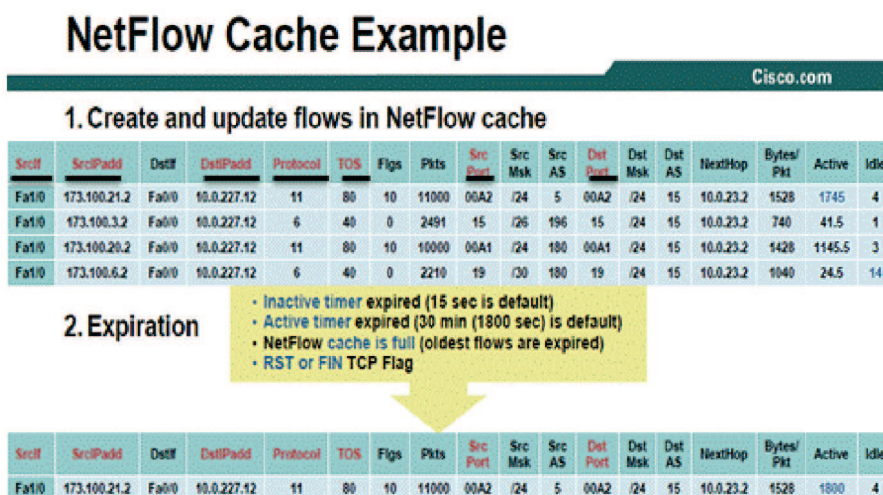 NetFlow Cache Example
Cisco.com
1. Create and update flows in NetFlow cache
SrcIf SrcIPadd DstIf DstIPadd Protocol TOS Flgs Pkts Src Port Src Msk Src AS Dst Port Dst Msk Dst AS NextHop Bytes/Pkt Active Idle
Fa1/0 173.100.21.2 Fa0/0 10.0.227.12 11 80 10 11000 00A2 /24 5 00A2 /24 15 10.0.23.2 1528 1745 4
Fa1/0 173.100.3.2 Fa0/0 10.0.227.12 6 40 0 2491 15 /26 196 15 /24 15 10.0.23.2 740 41.5 1
Fa1/0 173.100.20.2 Fa0/0 10.0.227.12 11 80 10 10000 00A1 /24 180 00A1 /24 15 10.0.23.2 1428 1145.5 3
Fa1/0 173.100.6.2 Fa0/0 10.0.227.12 6 40 0 2210 19 /30 180 19 /24 15 10.0.23.2 1040 24.5 14
2. Expiration
• Inactive timer expired (15 sec is default)
• Active timer expired (30 min (1800 sec) is default)
• NetFlow cache is full (oldest flows are expired)
• RST or FIN TCP Flag
SrcIf SrcIPadd DstIf DstIPadd Protocol TOS Flgs Pkts Src Port Src Msk Src AS Dst Port Dst Msk Dst AS NextHop Bytes/Pkt Active Idle
Fa1/0 173.100.21.2 Fa0/0 10.0.227.12 11 80 10 11000 00A2 /24 5 00A2 /24 15 10.0.23.2 1528 1800 4